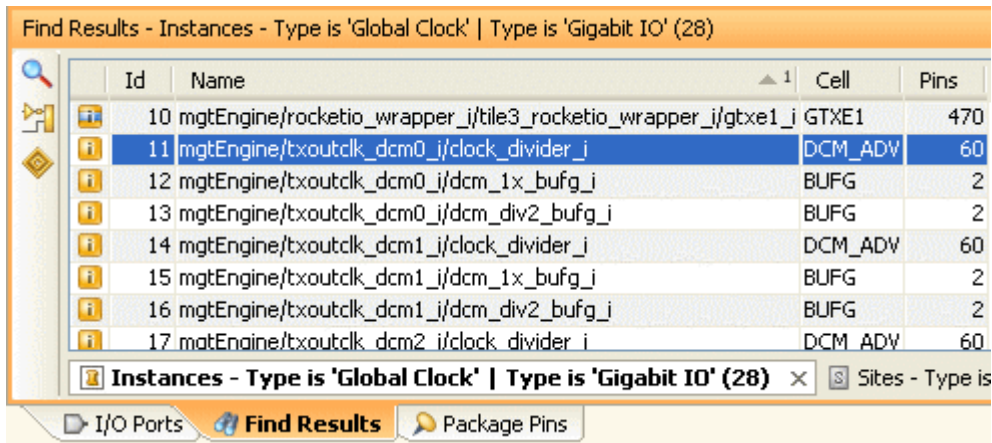 Find Results - Instances - Type is 'Global Clock' | Type is 'Gigabit IO' (28)
Id Name 1 Cell Pins
10 mgtEngine/rocketio_wrapper_i/tile3_rocketio_wrapper_i/gtxe1_i GTXE1 470
11 mgtEngine/txoutclk_dcm0_i/clock_divider_i DCM_ADV 60
12 mgtEngine/txoutclk_dcm0_i/dcm_1x_bufg_i BUFG 2
13 mgtEngine/txoutclk_dcm0_i/dcm_div2_bufg_i BUFG 2
14 mgtEngine/txoutclk_dcm1_i/clock_divider_i DCM_ADV 60
15 mgtEngine/txoutclk_dcm1_i/dcm_1x_bufg_i BUFG 2
16 mgtEngine/txoutclk_dcm1_i/dcm_div2_bufg_i BUFG 2
17 mgtEngine/txoutclk_dcm2_i/clock_divider_i DCM_ADV 60
Instances - Type is 'Global Clock' | Type is 'Gigabit IO' (28) × S Sites - Type is
I/O Ports Find Results Package Pins